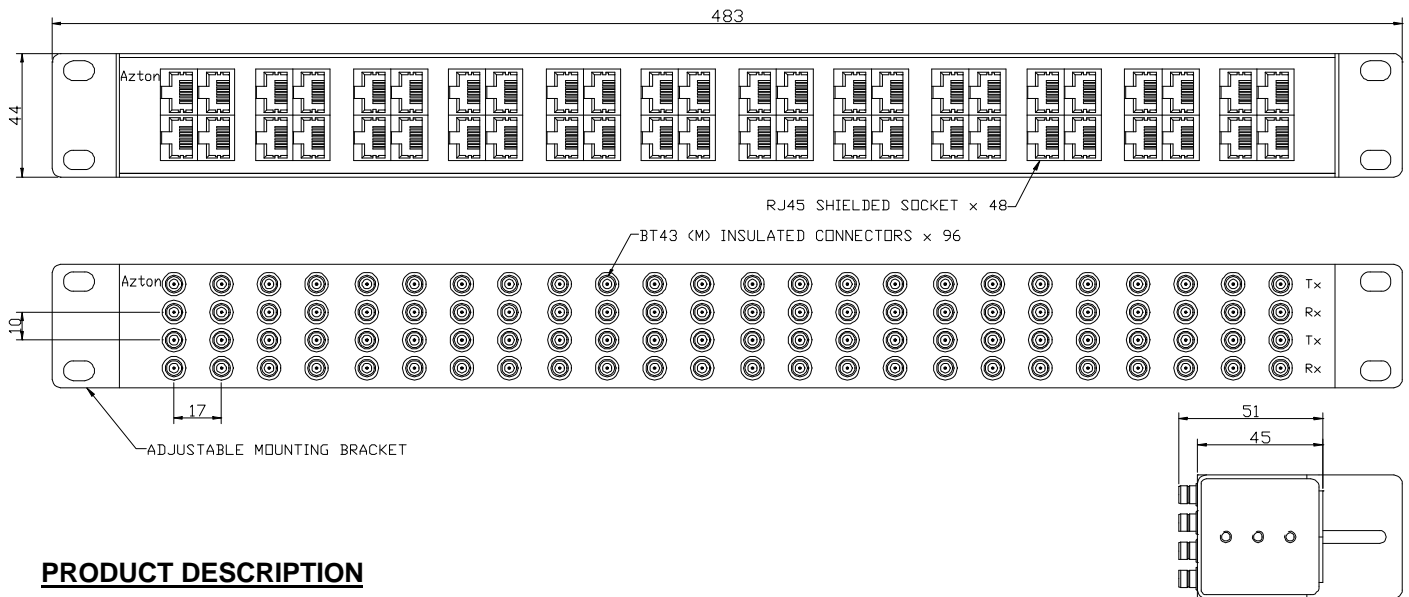 483
44
Azton
RJ45 SHIELDED SOCKET × 48
BT43 (M) INSULATED CONNECTORS × 96
Azton
Tx
Rx
Tx
Rx
10
17
ADJUSTABLE MOUNTING BRACKET
51
45
PRODUCT DESCRIPTION